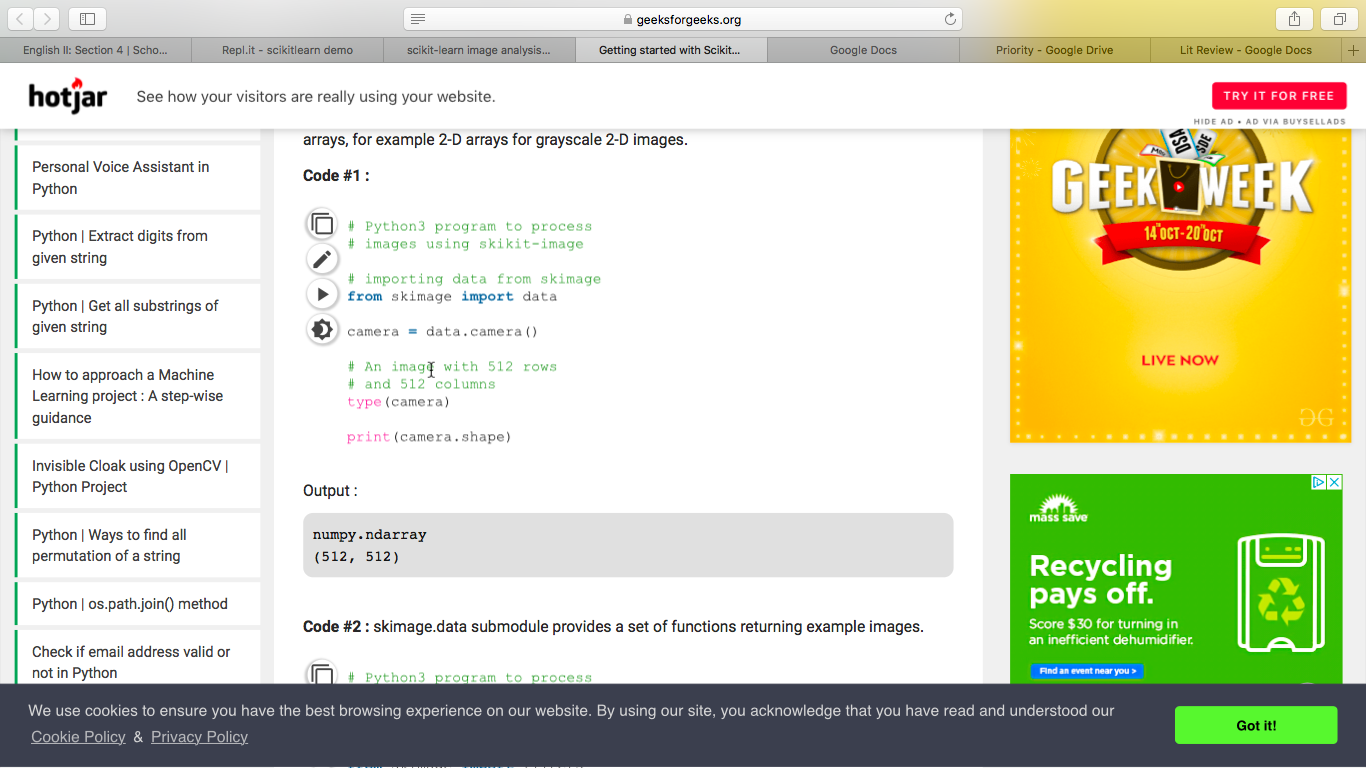 geeksforgeeks.org
English II: Section 4 | Scho...
Repl.it - scikitlearn demo
scikit-learn image analysis...
Getting started with Scikit...
Google Docs
Priority - Google Drive
Lit Review - Google Docs
hotjar
See how your visitors are really using your website.
TRY IT FOR FREE
HIDE AD • AD VIA BUYSELLADS
Personal Voice Assistant in
Python
Python | Extract digits from
given string
Python | Get all substrings of
given string
How to approach a Machine
Learning project : A step-wise
guidance
Invisible Cloak using OpenCV |
Python Project
Python | Ways to find all
permutation of a string
Python | os.path.join() method
Check if email address valid or
not in Python
arrays, for example 2-D arrays for grayscale 2-D images.
Code #1 :
# Python3 program to process
# images using skikit-image
# importing data from skimage
from skimage import data
camera = data.camera()
# An image with 512 rows
# and 512 columns
type(camera)
print(camera.shape)
Output :
numpy.ndarray
(512, 512)
Code #2 : skimage.data submodule provides a set of functions returning example images.
# Python3 program to process
DSA
GEEK WEEK
14TH OCT-20TH OCT
LIVE NOW
mass save
Recycling
pays off.
Score $30 for turning in
an inefficient dehumidifier.
Find an event near you >
We use cookies to ensure you have the best browsing experience on our website. By using our site, you acknowledge that you have read and understood our
Cookie Policy & Privacy Policy
Got it!